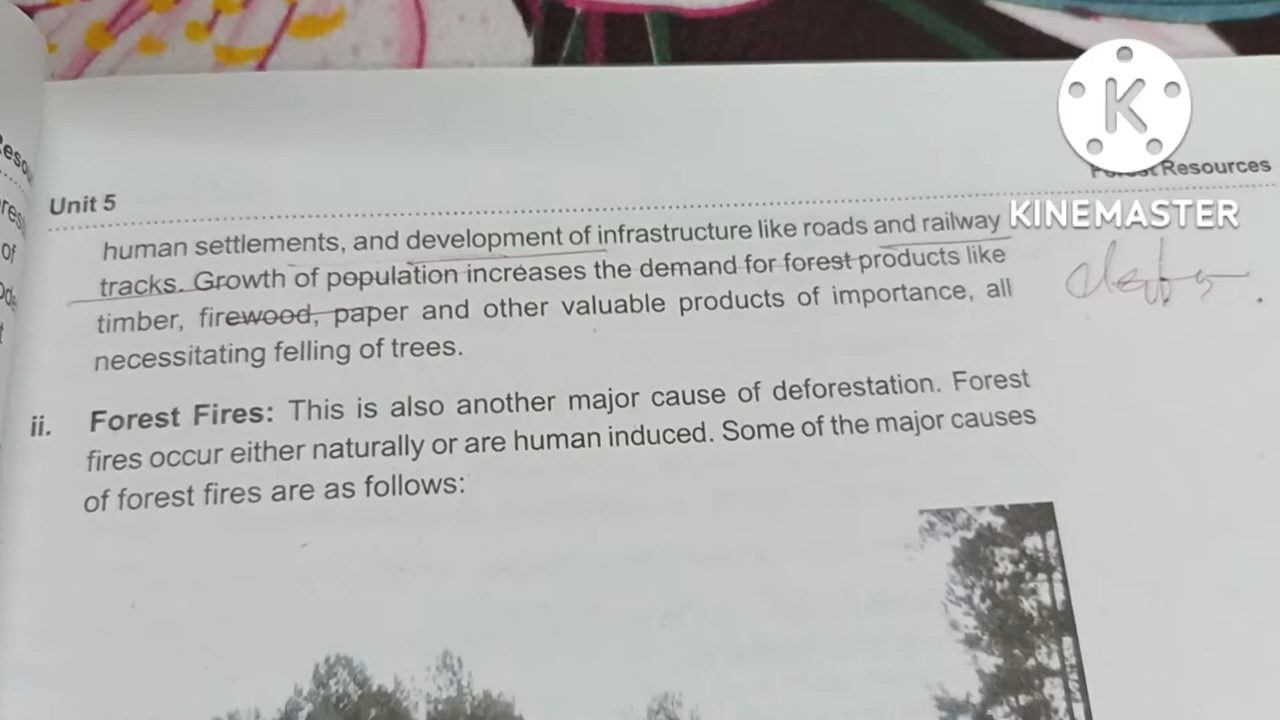 Unit 5
Resources
KINEMASTER
human settlements, and development of infrastructure like roads and railway
tracks. Growth of population increases the demand for forest products like
timber, firewood, paper and other valuable products of importance, all
necessitating felling of trees.
ii. Forest Fires: This is also another major cause of deforestation. Forest
fires occur either naturally or are human induced. Some of the major causes
of forest fires are as follows: